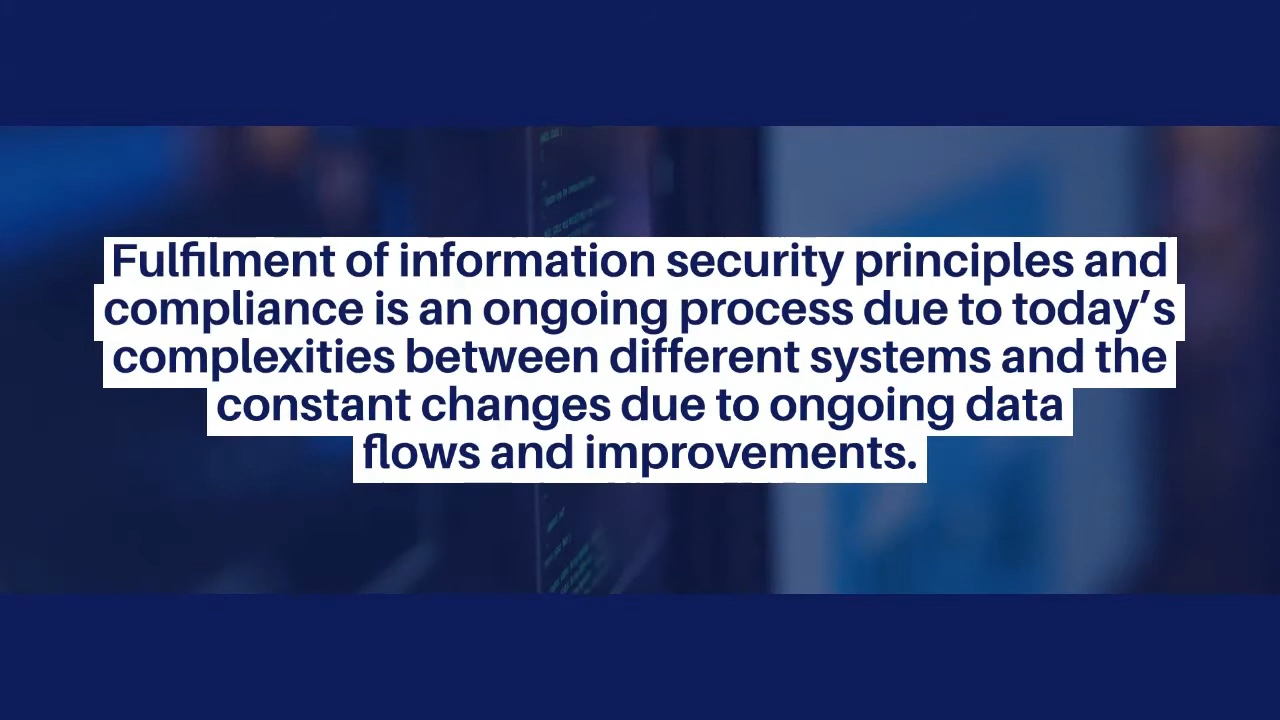 Fulfilment of information security principles and
compliance is an ongoing process due to today’s
complexities between different systems and the
constant changes due to ongoing data
flows and improvements.